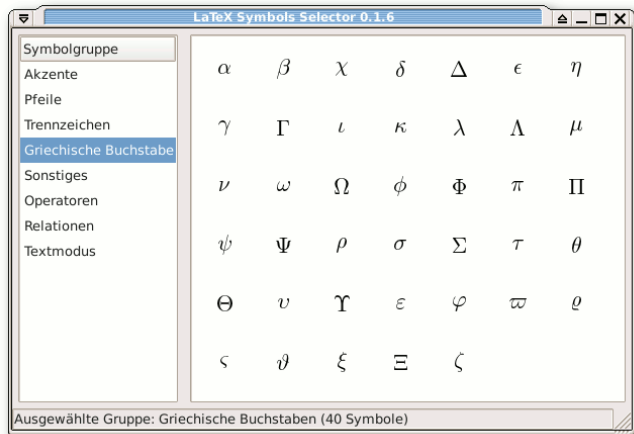 LaTeX Symbols Selector 0.1.6
Symbolgruppe
Akzente
Pfeile
Trennzeichen
Griechische Buchstabe
Sonstiges
Operatoren
Relationen
Textmodus
α β χ δ Δ ϵ η
γ Γ ι κ λ Λ μ
ν ω Ω ϕ Φ π Π
ψ Ψ ρ σ Σ τ θ
Θ υ ϒ ε φ ϖ ϱ
ς ϑ ξ Ξ ζ
Ausgewählte Gruppe: Griechische Buchstaben (40 Symbole)